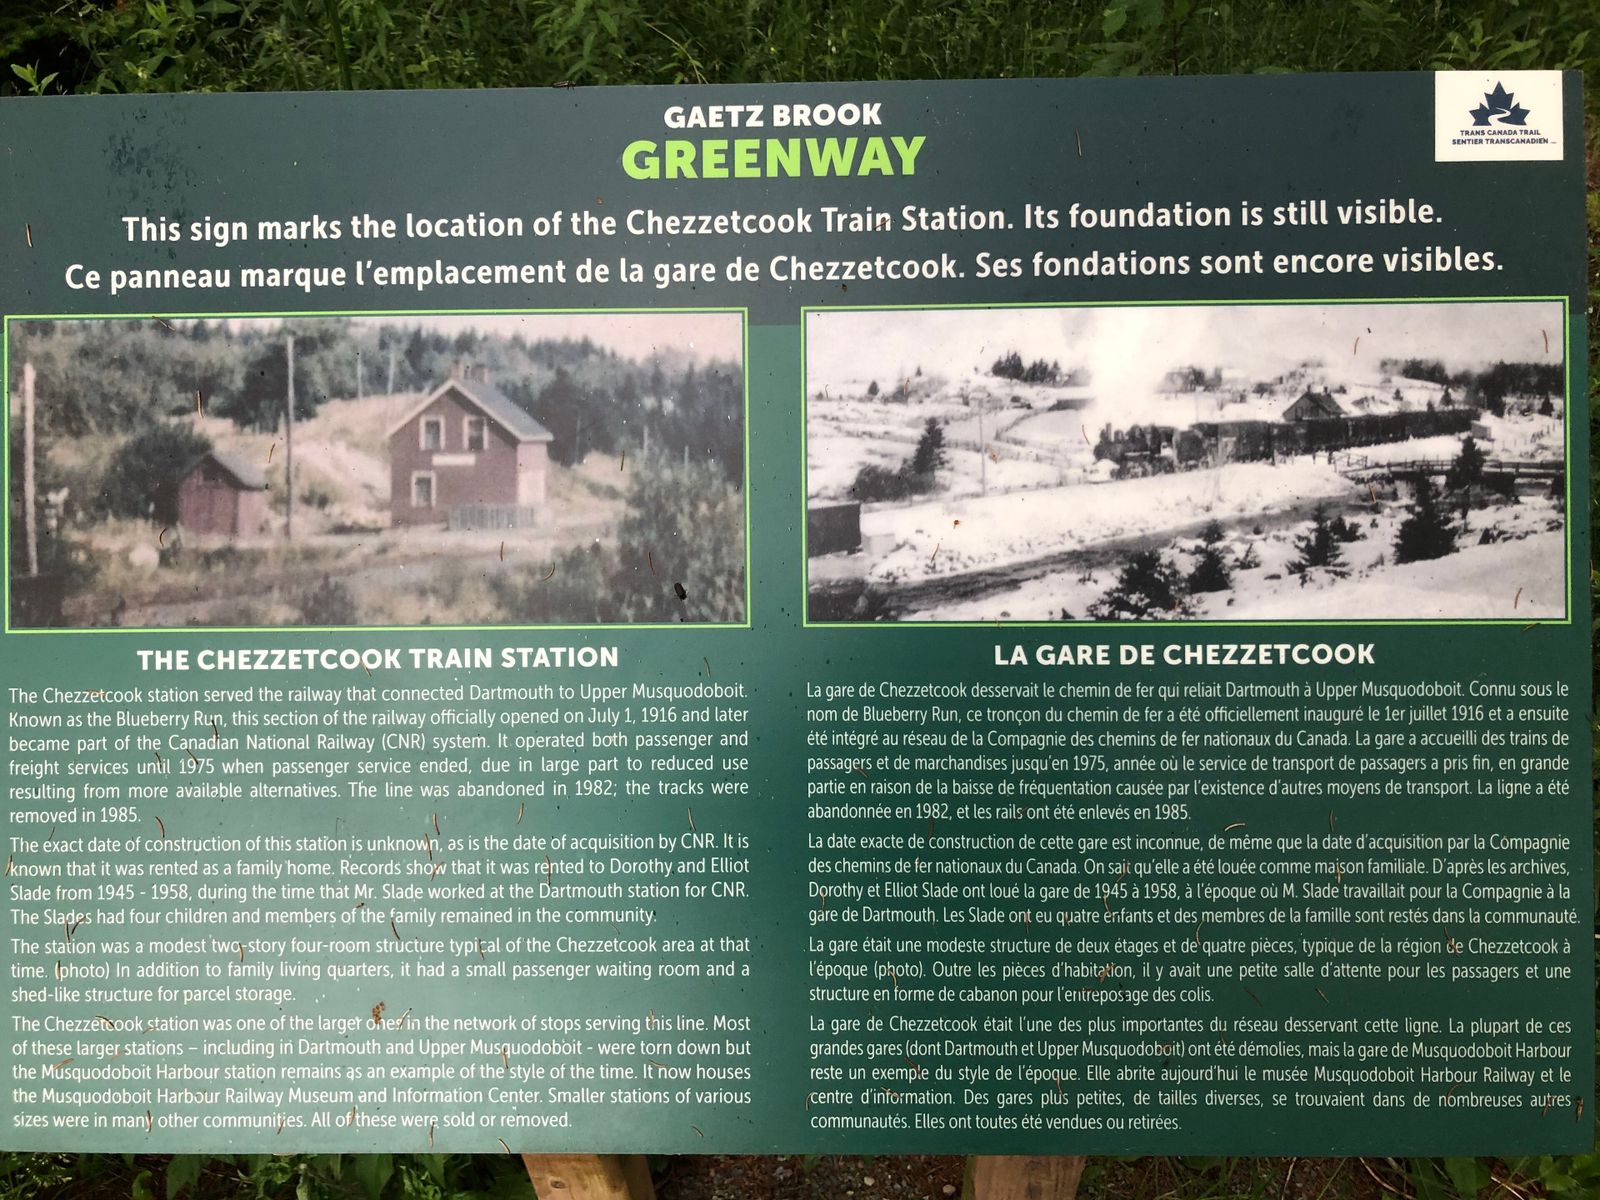 GAETZ BROOK
GREENWAY
TRANS CANADA TRAIL
SENTIER TRANSCANADIEN
This sign marks the location of the Chezzetcook Train Station. Its foundation is still visible.
Ce panneau marque l'emplacement de la gare de Chezzetcook. Ses fondations sont encore visibles.
THE CHEZZETCOOK TRAIN STATION
The Chezzetcook station served the railway that connected Dartmouth to Upper Musquodoboit.
Known as the Blueberry Run, this section of the railway officially opened on July 1, 1916 and later
became part of the Canadian National Railway (CNR) system. It operated both passenger and
freight services until 1975 when passenger service ended, due in large part to reduced use
resulting from more available alternatives. The line was abandoned in 1982; the tracks were
removed in 1985.
The exact date of construction of this station is unknown, as is the date of acquisition by CNR. It is
known that it was rented as a family home. Records show that it was rented to Dorothy and Elliot
Slade from 1945 - 1958, during the time that Mr. Slade worked at the Dartmouth station for CNR.
The Slades had four children and members of the family remained in the community.
The station was a modest two-story four-room structure typical of the Chezzetcook area at that
time. (photo) In addition to family living quarters, it had a small passenger waiting room and a
shed-like structure for parcel storage.
The Chezzetcook station was one of the larger ones in the network of stops serving this line. Most
of these larger stations – including in Dartmouth and Upper Musquodoboit - were torn down but
the Musquodoboit Harbour station remains as an example of the style of the time. It now houses
the Musquodoboit Harbour Railway Museum and Information Center. Smaller stations of various
sizes were in many other communities. All of these were sold or removed.
LA GARE DE CHEZZETCOOK
La gare de Chezzetcook desservait le chemin de fer qui reliait Dartmouth à Upper Musquodoboit. Connu sous le
nom de Blueberry Run, ce tronçon du chemin de fer a été officiellement inauguré le 1er juillet 1916 et a ensuite
été intégré au réseau de la Compagnie des chemins de fer nationaux du Canada. La gare a accueilli des trains de
passagers et de marchandises jusqu'en 1975, année où le service de transport de passagers a pris fin, en grande
partie en raison de la baisse de fréquentation causée par l'existence d'autres moyens de transport. La ligne a été
abandonnée en 1982, et les rails ont été enlevés en 1985.
La date exacte de construction de cette gare est inconnue, de même que la date d'acquisition par la Compagnie
des chemins de fer nationaux du Canada. On sait qu'elle a été louée comme maison familiale. D'après les archives,
Dorothy et Elliot Slade ont loué la gare de 1945 à 1958, à l'époque où M. Slade travaillait pour la Compagnie à la
gare de Dartmouth. Les Slade ont eu quatre enfants et des membres de la famille sont restés dans la communauté.
La gare était une modeste structure de deux étages et de quatre pièces, typique de la région de Chezzetcook à
l'époque (photo). Outre les pièces d'habitation, il y avait une petite salle d'attente pour les passagers et une
structure en forme de cabanon pour l'entreposage des colis.
La gare de Chezzetcook était l'une des plus importantes du réseau desservant cette ligne. La plupart de ces
grandes gares (dont Dartmouth et Upper Musquodoboit) ont été démolies, mais la gare de Musquodoboit Harbour
reste un exemple du style de l'époque. Elle abrite aujourd'hui le musée Musquodoboit Harbour Railway et le
centre d'information. Des gares plus petites, de tailles diverses, se trouvaient dans de nombreuses autres
communautés. Elles ont toutes été vendues ou retirées.